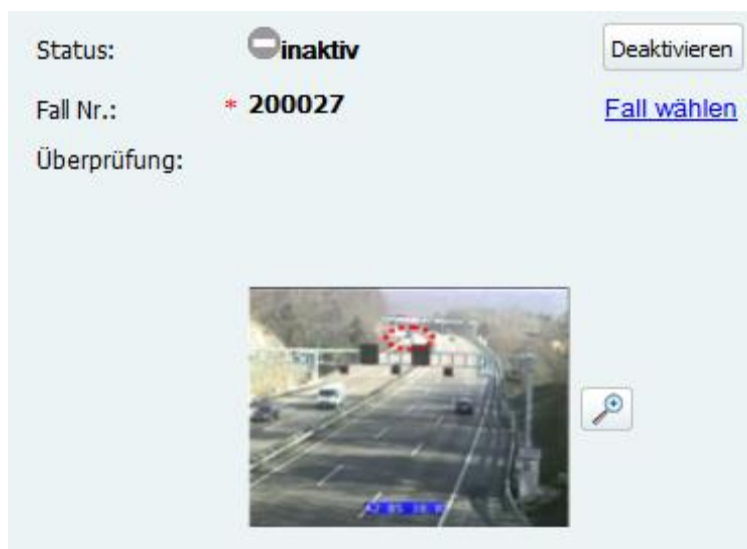 Status:
inaktiv
Deaktivieren
Fall Nr.:
* 200027
Fall wählen
Überprüfung: